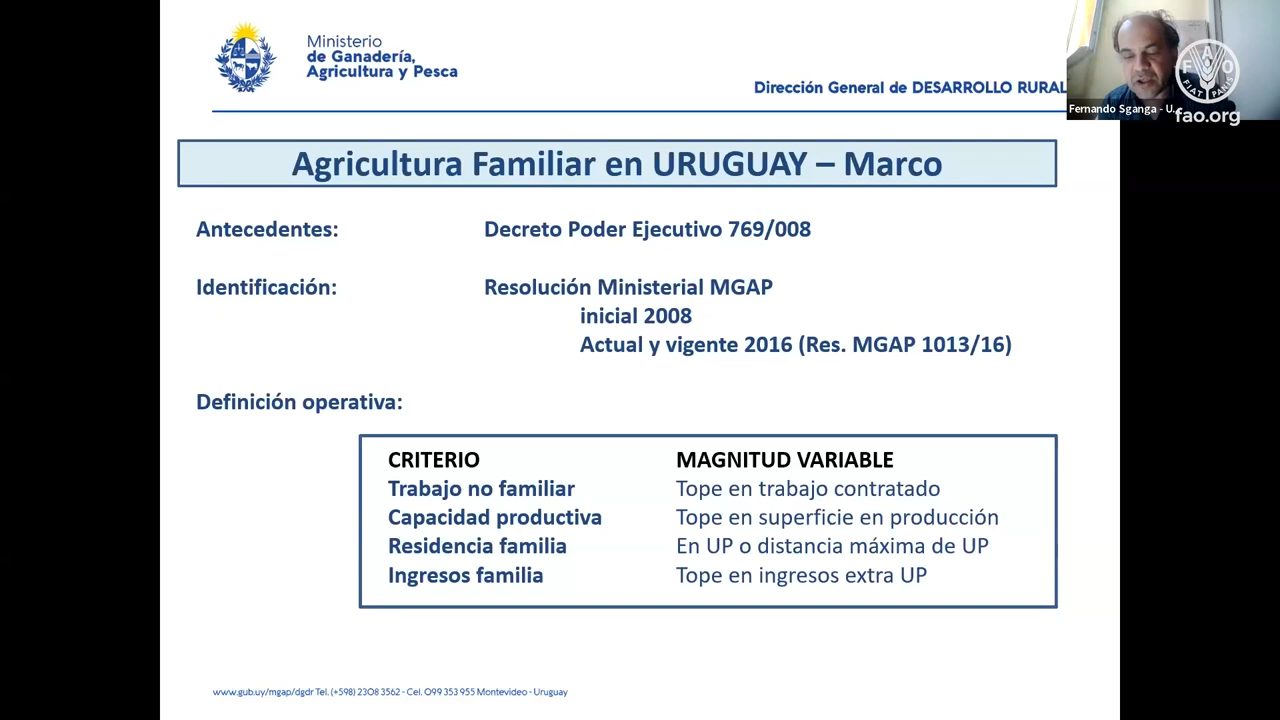 Ministerio
de Ganadería,
Agricultura y Pesca
Dirección General de DESARROLLO RURAL
Fernando Sganga - U...
FAO
FIAT PANIS
fao.org
Agricultura Familiar en URUGUAY – Marco
Antecedentes: Decreto Poder Ejecutivo 769/008
Identificación: Resolución Ministerial MGAP
inicial 2008
Actual y vigente 2016 (Res. MGAP 1013/16)
Definición operativa:
CRITERIO MAGNITUD VARIABLE
Trabajo no familiar Tope en trabajo contratado
Capacidad productiva Tope en superficie en producción
Residencia familia En UP o distancia máxima de UP
Ingresos familia Tope en ingresos extra UP
www.gub.uy/mgap/dgdr Tel. (+598) 2308 3562 - Cel. 099 353 955 Montevideo - Uruguay